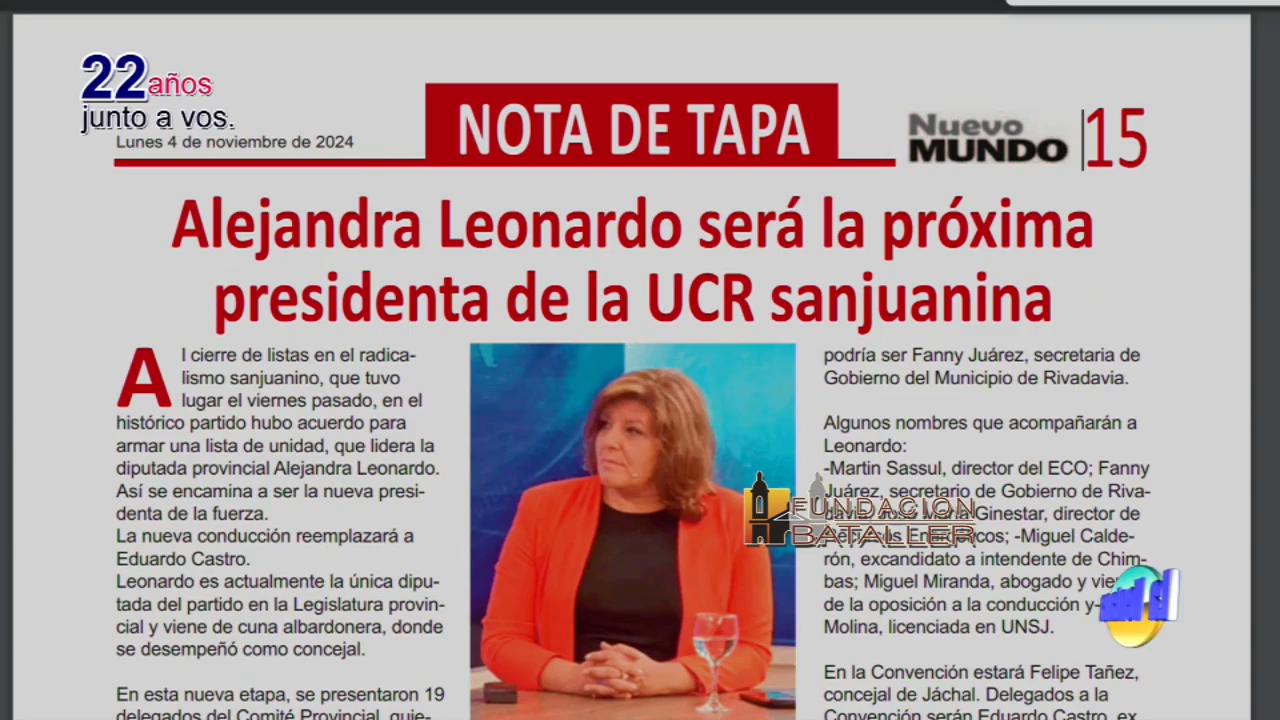 22 años
junto a vos.
Lunes 4 de noviembre de 2024
NOTA DE TAPA
Nuevo
MUNDO
15
Alejandra Leonardo será la próxima
presidenta de la UCR sanjuanina
Al cierre de listas en el radica-
lismo sanjuanino, que tuvo
lugar el viernes pasado, en el
histórico partido hubo acuerdo para
armar una lista de unidad, que lidera la
diputada provincial Alejandra Leonardo.
Así se encamina a ser la nueva presi-
denta de la fuerza.
La nueva conducción reemplazará a
Eduardo Castro.
Leonardo es actualmente la única dipu-
tada del partido en la Legislatura provin-
cial y viene de cuna albardonera, donde
se desempeñó como concejal.
En esta nueva etapa, se presentaron 19
delegados del Comité Provincial, quie-
podría ser Fanny Juárez, secretaria de
Gobierno del Municipio de Rivadavia.
Algunos nombres que acompañarán a
Leonardo:
-Martin Sassul, director del ECO; Fanny
Juárez, secretario de Gobierno de Riva-
Ginestar, director de
-Miguel Calde-
rón, excandidato a intendente de Chim-
bas; Miguel Miranda, abogado y
de la oposición a la conducción y-
Molina, licenciada en UNSJ.
En la Convención estará Felipe Tañez,
concejal de Jáchal. Delegados a la
Convención serán Eduardo Castro, ex
FUNDACION
BATALLER